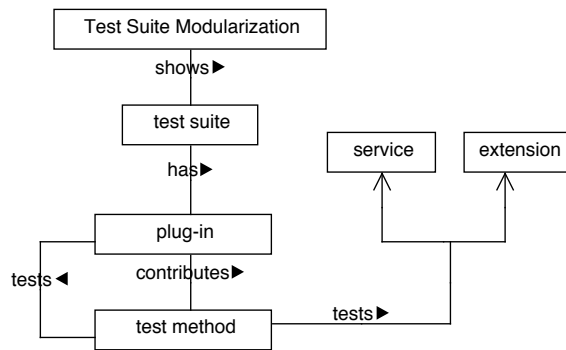 Test Suite Modularization
shows▶
test suite
service
extension
has▶
plug-in
tests◀
contributes▶
test method
tests▶